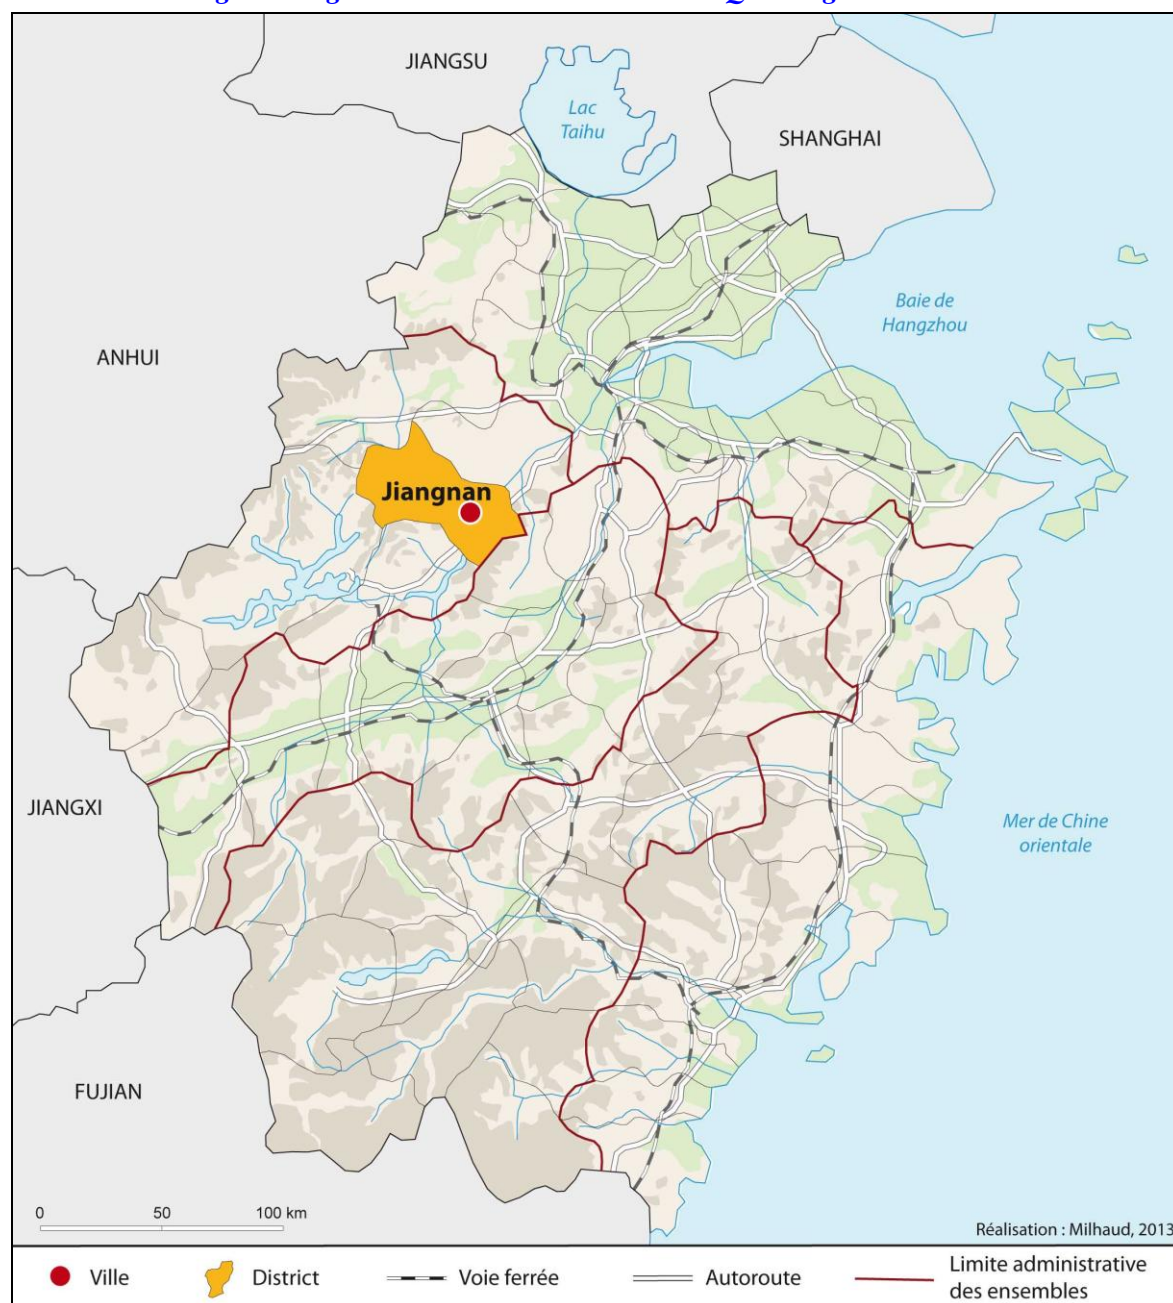 JIANGSU
Lac
Taihu
SHANGHAI
Baie de
Hangzhou
ANHUI
Jiangnan
JIANGXI
Mer de Chine
orientale
FUJIAN
0 50 100 km
Réalisation : Milhaud, 2013
Ville
District
Voie ferrée
Autoroute
Limite administrative
des ensembles